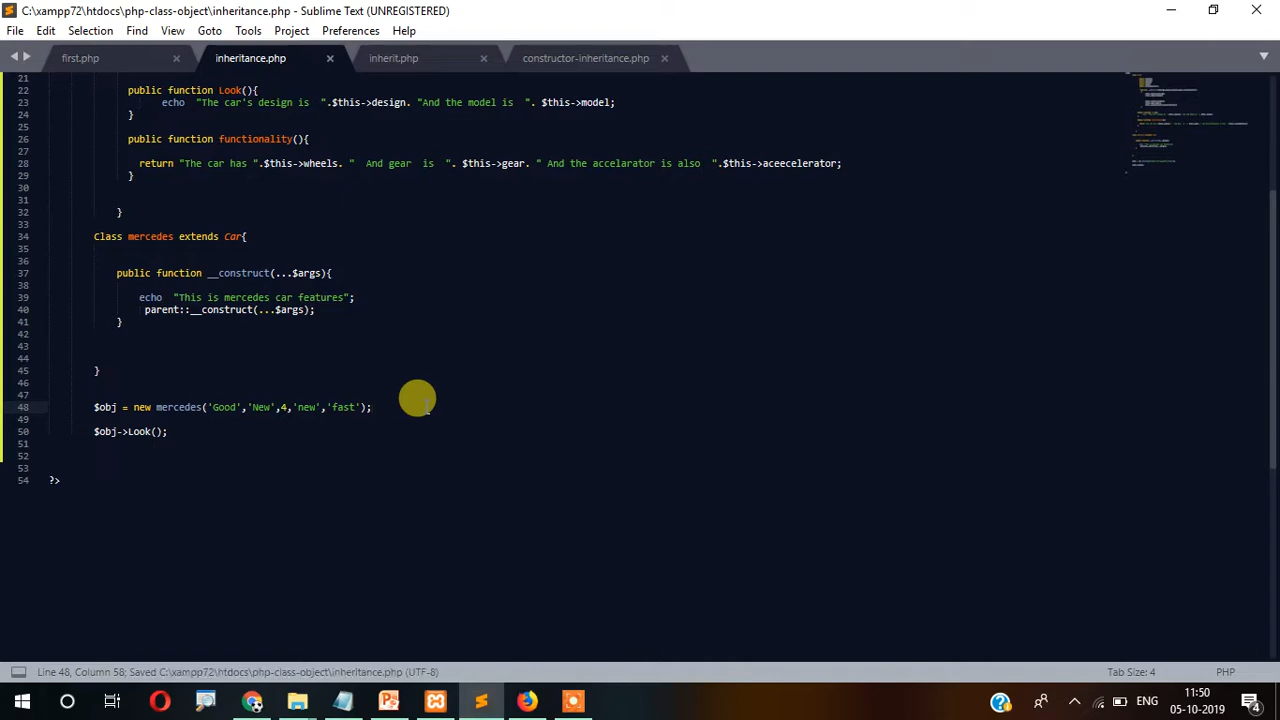 C:\xampp72\htdocs\php-class-object\inheritance.php - Sublime Text (UNREGISTERED)
File Edit Selection Find View Goto Tools Project Preferences Help
first.php inheritance.php inherit.php constructor-inheritance.php
21
22 public function Look(){
23 echo "The car's design is ".$this->design. "And the model is ". $this->model;
24 }
25
26 public function functionality(){
27
28 return "The car has ".$this->wheels. " And gear is ". $this->gear. " And the accelarator is also ".$this->aceecelerator;
29 }
30
31
32 }
33
34 Class mercedes extends Car{
35
36
37 public function __construct(...$args){
38
39 echo "This is mercedes car features";
40 parent::__construct(...$args);
41 }
42
43
44
45 }
46
47
48 $obj = new mercedes('Good','New',4,'new','fast');
49
50 $obj->Look();
51
52
53
54 ?>
Line 48, Column 58; Saved C:\xampp72\htdocs\php-class-object\inheritance.php (UTF-8) Tab Size: 4 PHP
ENG 11:50
05-10-2019 4